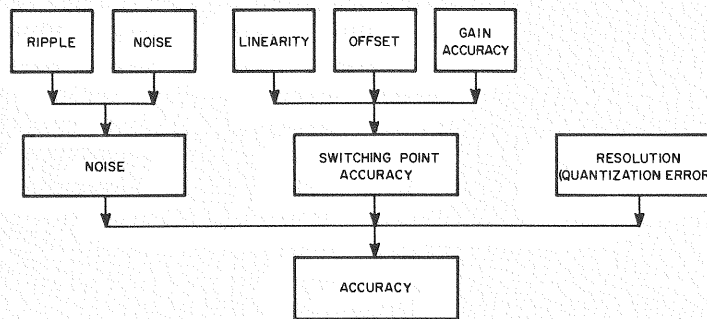 RIPPLE
NOISE
LINEARITY
OFFSET
GAIN
ACCURACY
NOISE
SWITCHING POINT
ACCURACY
RESOLUTION
(QUANTIZATION ERROR)
ACCURACY